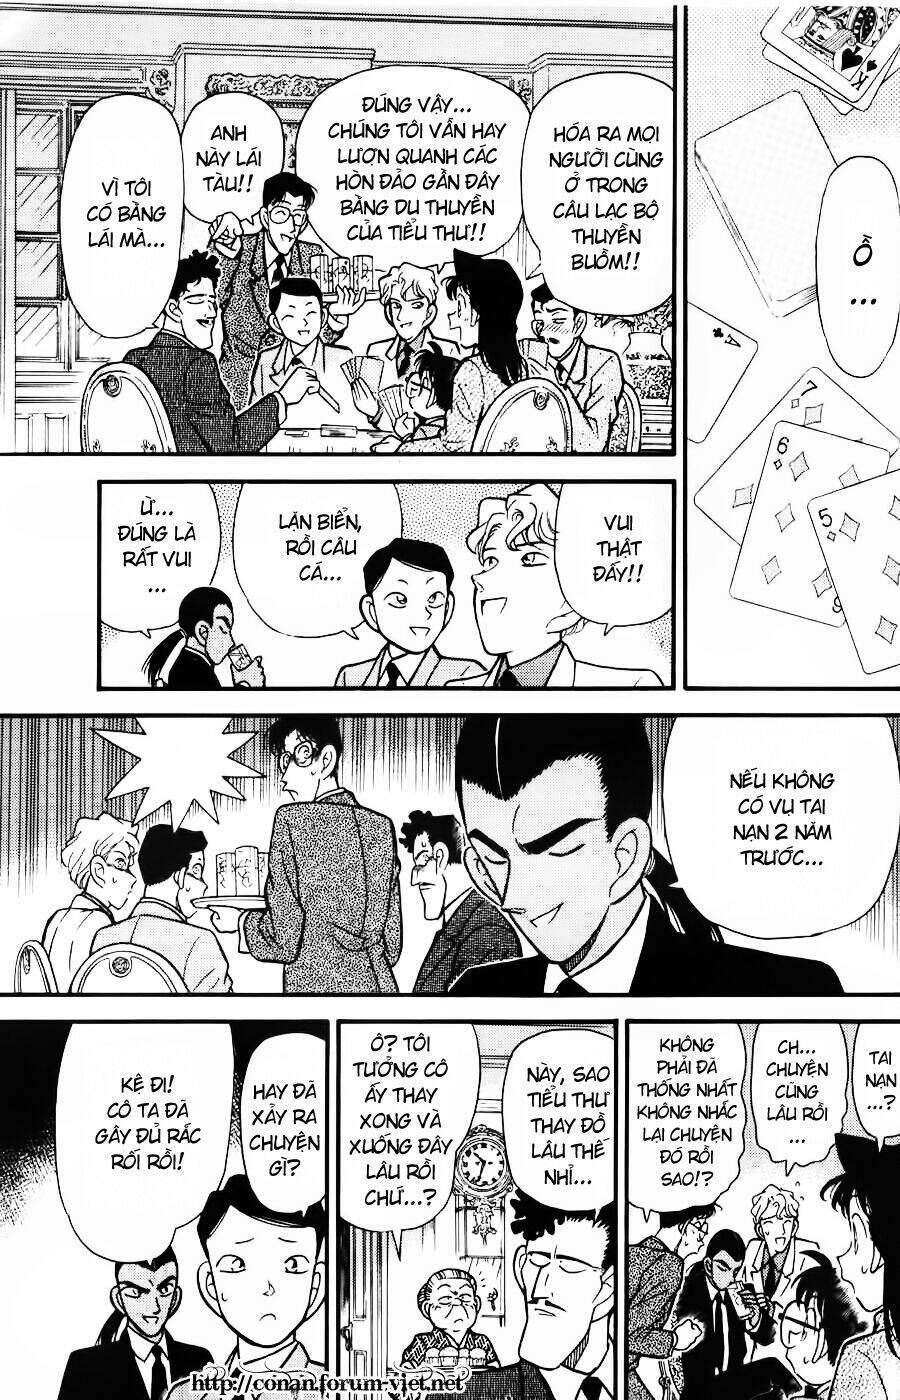 K
A
7
6
5
Ồ
...
HÓA RA MỌI
NGƯỜI CÙNG
Ở TRONG
CÂU LẠC BỘ
THUYỀN
BUỒM!!
ĐÚNG VẬY...
CHÚNG TÔI VẪN HAY
LƯỢN QUANH CÁC
HÒN ĐẢO GẦN ĐÂY
BẰNG DU THUYỀN
CỦA TIỂU THƯ!!
ANH
NÀY LÁI
TÀU!!
VÌ TÔI
CÓ BẰNG
LÁI MÀ...
VUI
THẬT
ĐẤY!!
LẶN BIỂN,
RỒI CÂU
CÁ...
Ừ...
ĐÚNG LÀ
RẤT VUI
...
NẾU KHÔNG
CÓ VỤ TAI
NẠN 2 NĂM
TRƯỚC...
TAI
NẠN
...?
CH...
CHUYỆN
CŨNG
LÂU RỒI
...
KHÔNG
PHẢI ĐÃ
THỐNG NHẤT
KHÔNG NHẮC
LẠI CHUYỆN
ĐÓ RỒI
SAO!?
NÀY, SAO
TIỂU THƯ
THAY ĐỒ
LÂU THẾ
NHỈ...
Ô? TÔI
TƯỞNG CÔ
ẤY THAY
XONG VÀ
XUỐNG ĐÂY
LÂU RỒI
CHỨ...?
HAY ĐÃ
XẢY RA
CHUYỆN
GÌ?
KỆ ĐI!
CÔ TA ĐÃ
GÂY ĐỦ RẮC
RỐI RỒI!
http://conan.forum-viet.net